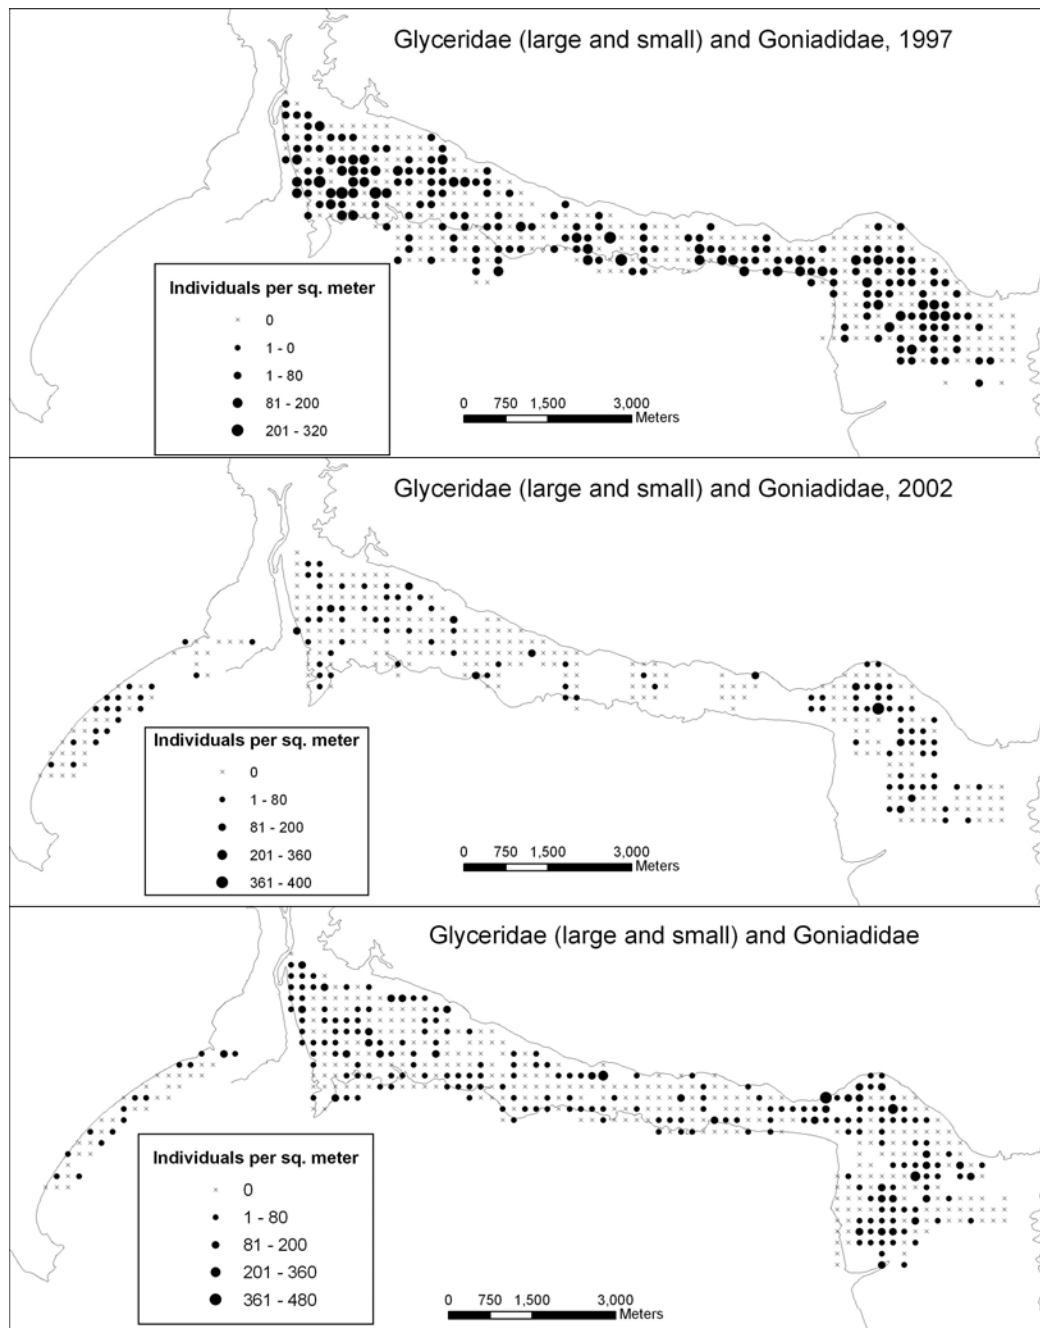 Glyceridae (large and small) and Goniadidae, 1997
Individuals per sq. meter
0
1 - 0
1 - 80
81 - 200
201 - 320
0 750 1,500 3,000
Meters
Glyceridae (large and small) and Goniadidae, 2002
Individuals per sq. meter
0
1 - 80
81 - 200
201 - 360
361 - 400
0 750 1,500 3,000
Meters
Glyceridae (large and small) and Goniadidae
Individuals per sq. meter
0
1 - 80
81 - 200
201 - 360
361 - 480
0 750 1,500 3,000
Meters